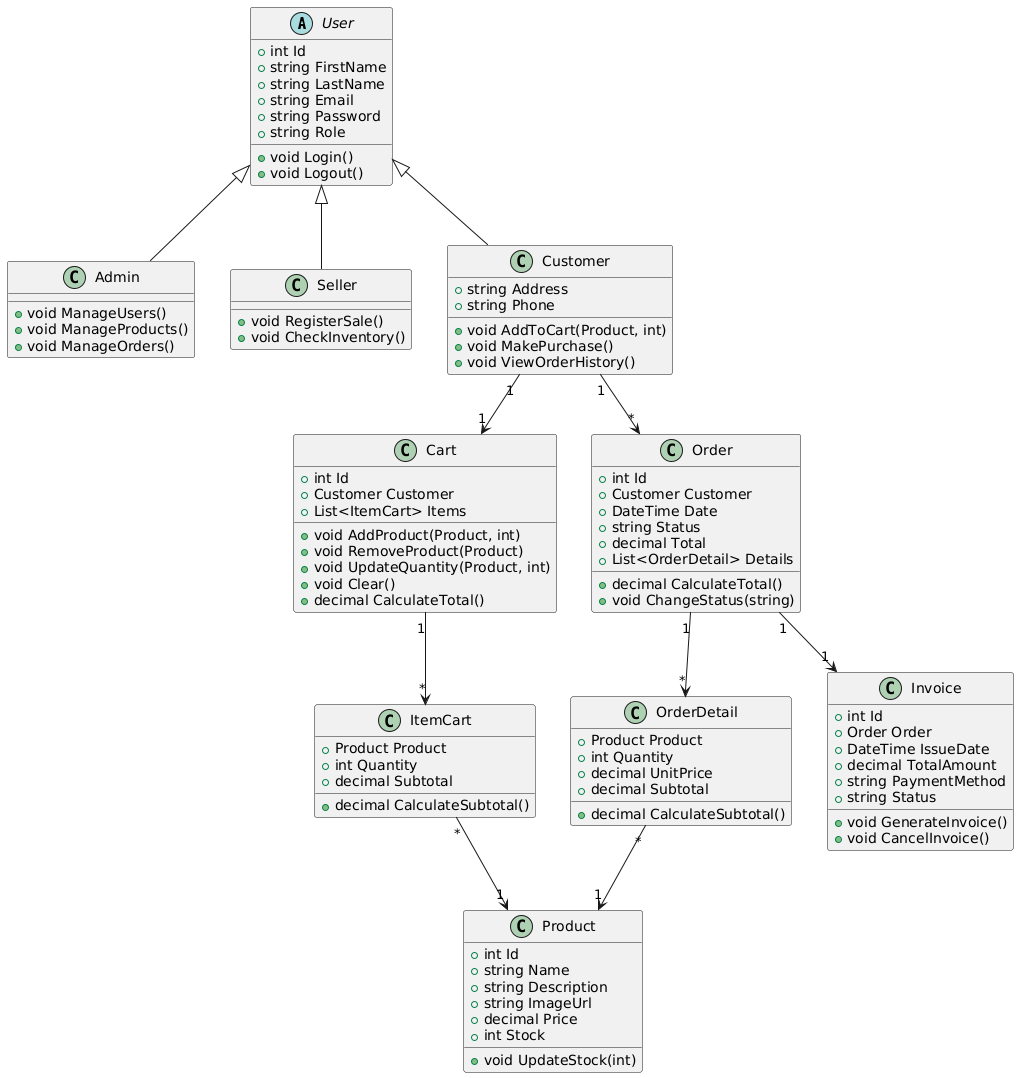 A User
int Id
string FirstName
string LastName
string Email
string Password
string Role
void Login()
void Logout()
C Admin
void ManageUsers()
void ManageProducts()
void ManageOrders()
C Seller
void RegisterSale()
void CheckInventory()
C Customer
string Address
string Phone
void AddToCart(Product, int)
void MakePurchase()
void ViewOrderHistory()
1
1
1
*
C Cart
int Id
Customer Customer
List<ItemCart> Items
void AddProduct(Product, int)
void RemoveProduct(Product)
void UpdateQuantity(Product, int)
void Clear()
decimal CalculateTotal()
C Order
int Id
Customer Customer
DateTime Date
string Status
decimal Total
List<OrderDetail> Details
decimal CalculateTotal()
void ChangeStatus(string)
1
*
1
*
1
1
C ItemCart
Product Product
int Quantity
decimal Subtotal
decimal CalculateSubtotal()
C OrderDetail
Product Product
int Quantity
decimal UnitPrice
decimal Subtotal
decimal CalculateSubtotal()
C Invoice
int Id
Order Order
DateTime IssueDate
decimal TotalAmount
string PaymentMethod
string Status
void GenerateInvoice()
void CancelInvoice()
*
1
*
1
C Product
int Id
string Name
string Description
string ImageUrl
decimal Price
int Stock
void UpdateStock(int)